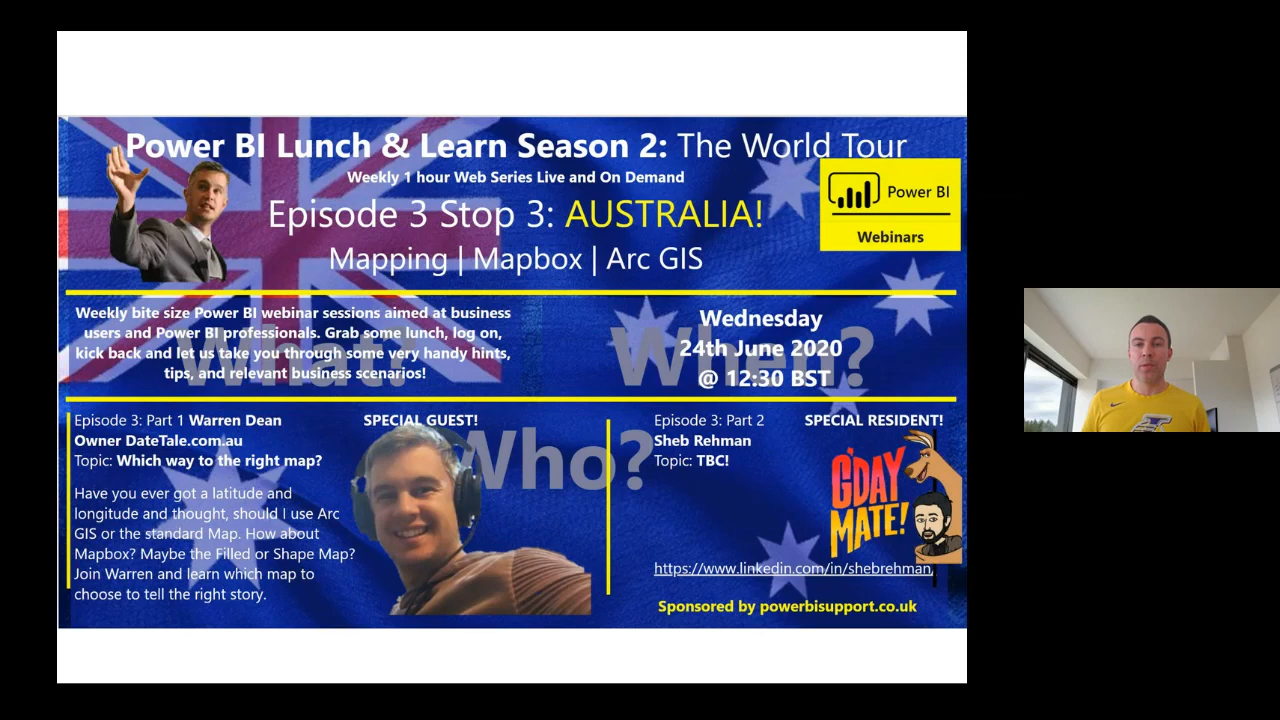 Power BI Lunch & Learn Season 2: The World Tour
Weekly 1 hour Web Series Live and On Demand
Episode 3 Stop 3: AUSTRALIA!
Mapping | Mapbox | Arc GIS
Power BI
Webinars
What?
Weekly bite size Power BI webinar sessions aimed at business
users and Power BI professionals. Grab some lunch, log on,
kick back and let us take you through some very handy hints,
tips, and relevant business scenarios!
When?
Wednesday
24th June 2020
@ 12:30 BST
Who?
Episode 3: Part 1 Warren Dean
Owner DateTale.com.au
Topic: Which way to the right map?
SPECIAL GUEST!
Have you ever got a latitude and
longitude and thought, should I use Arc
GIS or the standard Map. How about
Mapbox? Maybe the Filled or Shape Map?
Join Warren and learn which map to
choose to tell the right story.
Episode 3: Part 2
Sheb Rehman
Topic: TBC!
SPECIAL RESIDENT!
G'DAY
MATE!
https://www.linkedin.com/in/shebrehman,
Sponsored by powerbisupport.co.uk